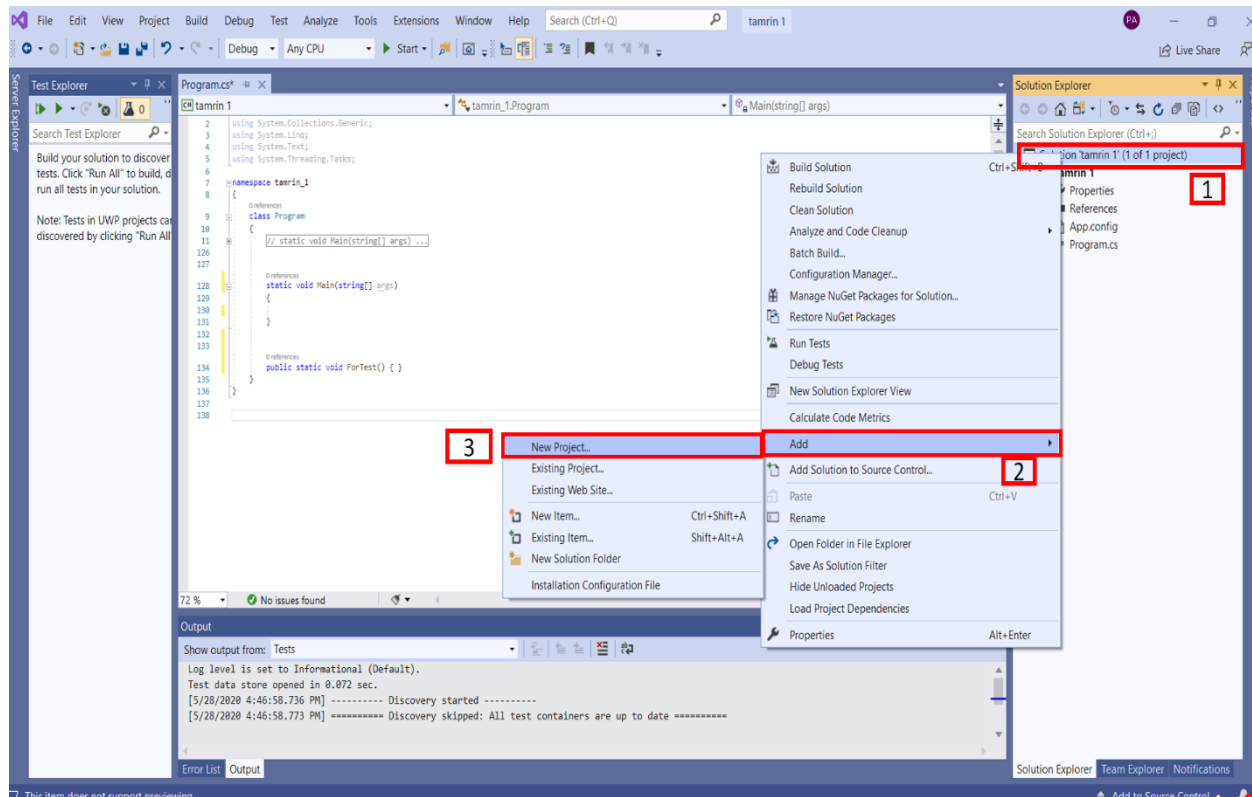 File Edit View Project Build Debug Test Analyze Tools Extensions Window Help Search (Ctrl+Q) tamrin 1 PA
Debug Any CPU Start Live Share
Server Explorer
Test Explorer
0
Search Test Explorer
Build your solution to discover
tests. Click "Run All" to build, d
run all tests in your solution.
Note: Tests in UWP projects can
discovered by clicking "Run All"
Program.cs*
tamrin 1 tamrin_1.Program Main(string[] args)
2 using System.Collections.Generic;
3 using System.Linq;
4 using System.Text;
5 using System.Threading.Tasks;
6
7 namespace tamrin_1
8 {
0 references
9 class Program
10 {
11 // static void Main(string[] args) ...
126
127
0 references
128 static void Main(string[] args)
129 {
130
131 }
132
133
0 references
134 public static void ForTest() { }
135 }
136 }
137
138
72 % No issues found
Build Solution Ctrl+Shift+B
Rebuild Solution
Clean Solution
Analyze and Code Cleanup
Batch Build...
Configuration Manager...
Manage NuGet Packages for Solution...
Restore NuGet Packages
Run Tests
Debug Tests
New Solution Explorer View
Calculate Code Metrics
Add
2
Add Solution to Source Control...
Paste Ctrl+V
Rename
Open Folder in File Explorer
Save As Solution Filter
Hide Unloaded Projects
Load Project Dependencies
Properties Alt+Enter
3
New Project...
Existing Project...
Existing Web Site...
New Item... Ctrl+Shift+A
Existing Item... Shift+Alt+A
New Solution Folder
Installation Configuration File
Solution Explorer
Search Solution Explorer (Ctrl+;)
'tamrin 1' (1 of 1 project)
1
Properties
References
App.config
Program.cs
Output
Show output from: Tests
Log level is set to Informational (Default).
Test data store opened in 0.072 sec.
[5/28/2020 4:46:58.736 PM] ---------- Discovery started ----------
[5/28/2020 4:46:58.773 PM] ========== Discovery skipped: All test containers are up to date ==========
Error List Output
Solution Explorer Team Explorer Notifications
This item does not support previewing Add to Source Control